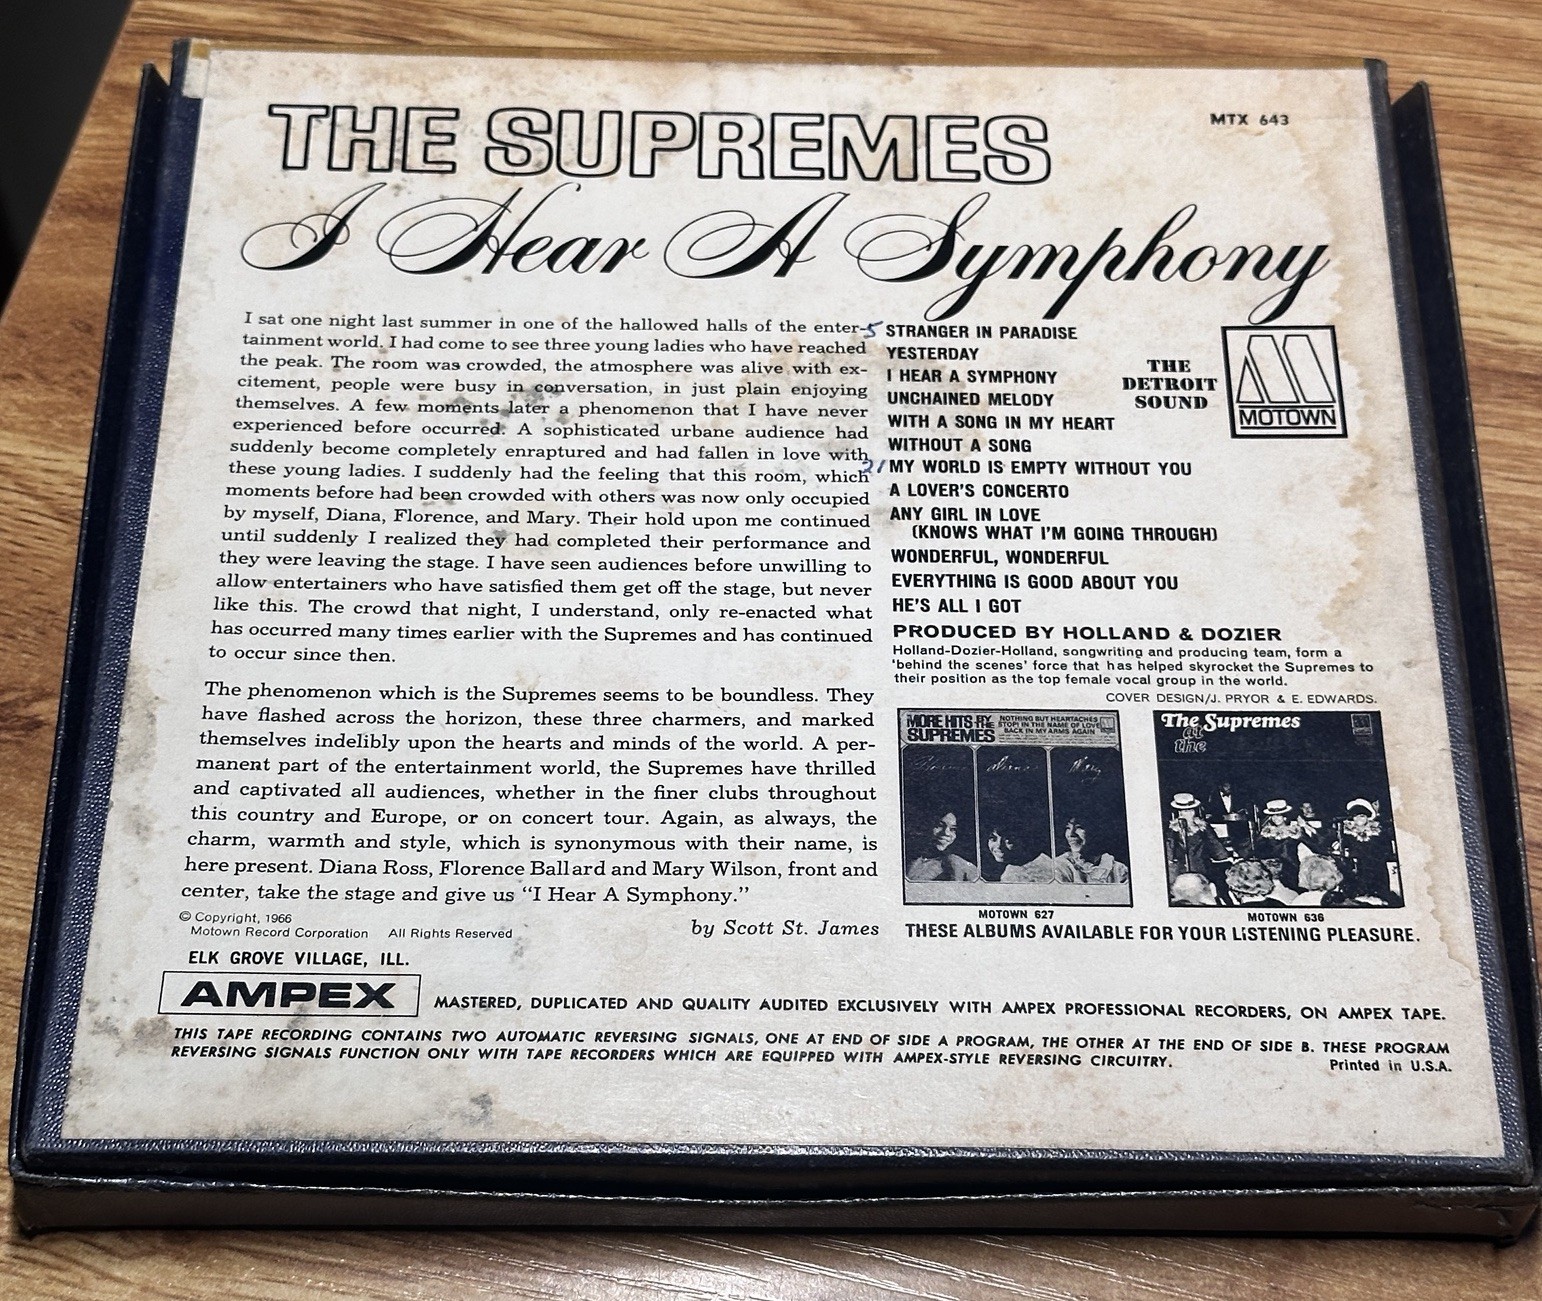 THE SUPREMES
MTX 643
I Hear A Symphony
I sat one night last summer in one of the hallowed halls of the enter-
tainment world. I had come to see three young ladies who have reached
the peak. The room was crowded, the atmosphere was alive with ex-
citement, people were busy in conversation, in just plain enjoying
themselves. A few moments later a phenomenon that I have never
experienced before occurred. A sophisticated urbane audience had
suddenly become completely enraptured and had fallen in love with
these young ladies. I suddenly had the feeling that this room, which
moments before had been crowded with others was now only occupied
by myself, Diana, Florence, and Mary. Their hold upon me continued
until suddenly I realized they had completed their performance and
they were leaving the stage. I have seen audiences before unwilling to
allow entertainers who have satisfied them get off the stage, but never
like this. The crowd that night, I understand, only re-enacted what
has occurred many times earlier with the Supremes and has continued
to occur since then.
The phenomenon which is the Supremes seems to be boundless. They
have flashed across the horizon, these three charmers, and marked
themselves indelibly upon the hearts and minds of the world. A per-
manent part of the entertainment world, the Supremes have thrilled
and captivated all audiences, whether in the finer clubs throughout
this country and Europe, or on concert tour. Again, as always, the
charm, warmth and style, which is synonymous with their name, is
here present. Diana Ross, Florence Ballard and Mary Wilson, front and
center, take the stage and give us “I Hear A Symphony.”
by Scott St. James
© Copyright, 1966
Motown Record Corporation All Rights Reserved
5 STRANGER IN PARADISE
YESTERDAY
I HEAR A SYMPHONY
UNCHAINED MELODY
WITH A SONG IN MY HEART
WITHOUT A SONG
21 MY WORLD IS EMPTY WITHOUT YOU
A LOVER'S CONCERTO
ANY GIRL IN LOVE
(KNOWS WHAT I'M GOING THROUGH)
WONDERFUL, WONDERFUL
EVERYTHING IS GOOD ABOUT YOU
HE'S ALL I GOT
THE
DETROIT
SOUND
MOTOWN
PRODUCED BY HOLLAND & DOZIER
Holland-Dozier-Holland, songwriting and producing team, form a
'behind the scenes' force that has helped skyrocket the Supremes to
their position as the top female vocal group in the world.
COVER DESIGN/J. PRYOR & E. EDWARDS.
MORE HITS BY
THE SUPREMES
NOTHING BUT HEARTACHES
STOP! IN THE NAME OF LOVE
BACK IN MY ARMS AGAIN
Florence Diana Mary
MOTOWN 627
The Supremes
at
the
MOTOWN 636
THESE ALBUMS AVAILABLE FOR YOUR LISTENING PLEASURE.
ELK GROVE VILLAGE, ILL.
AMPEX
MASTERED, DUPLICATED AND QUALITY AUDITED EXCLUSIVELY WITH AMPEX PROFESSIONAL RECORDERS, ON AMPEX TAPE.
THIS TAPE RECORDING CONTAINS TWO AUTOMATIC REVERSING SIGNALS, ONE AT END OF SIDE A PROGRAM, THE OTHER AT THE END OF SIDE B. THESE PROGRAM
REVERSING SIGNALS FUNCTION ONLY WITH TAPE RECORDERS WHICH ARE EQUIPPED WITH AMPEX-STYLE REVERSING CIRCUITRY.
Printed in U.S.A.